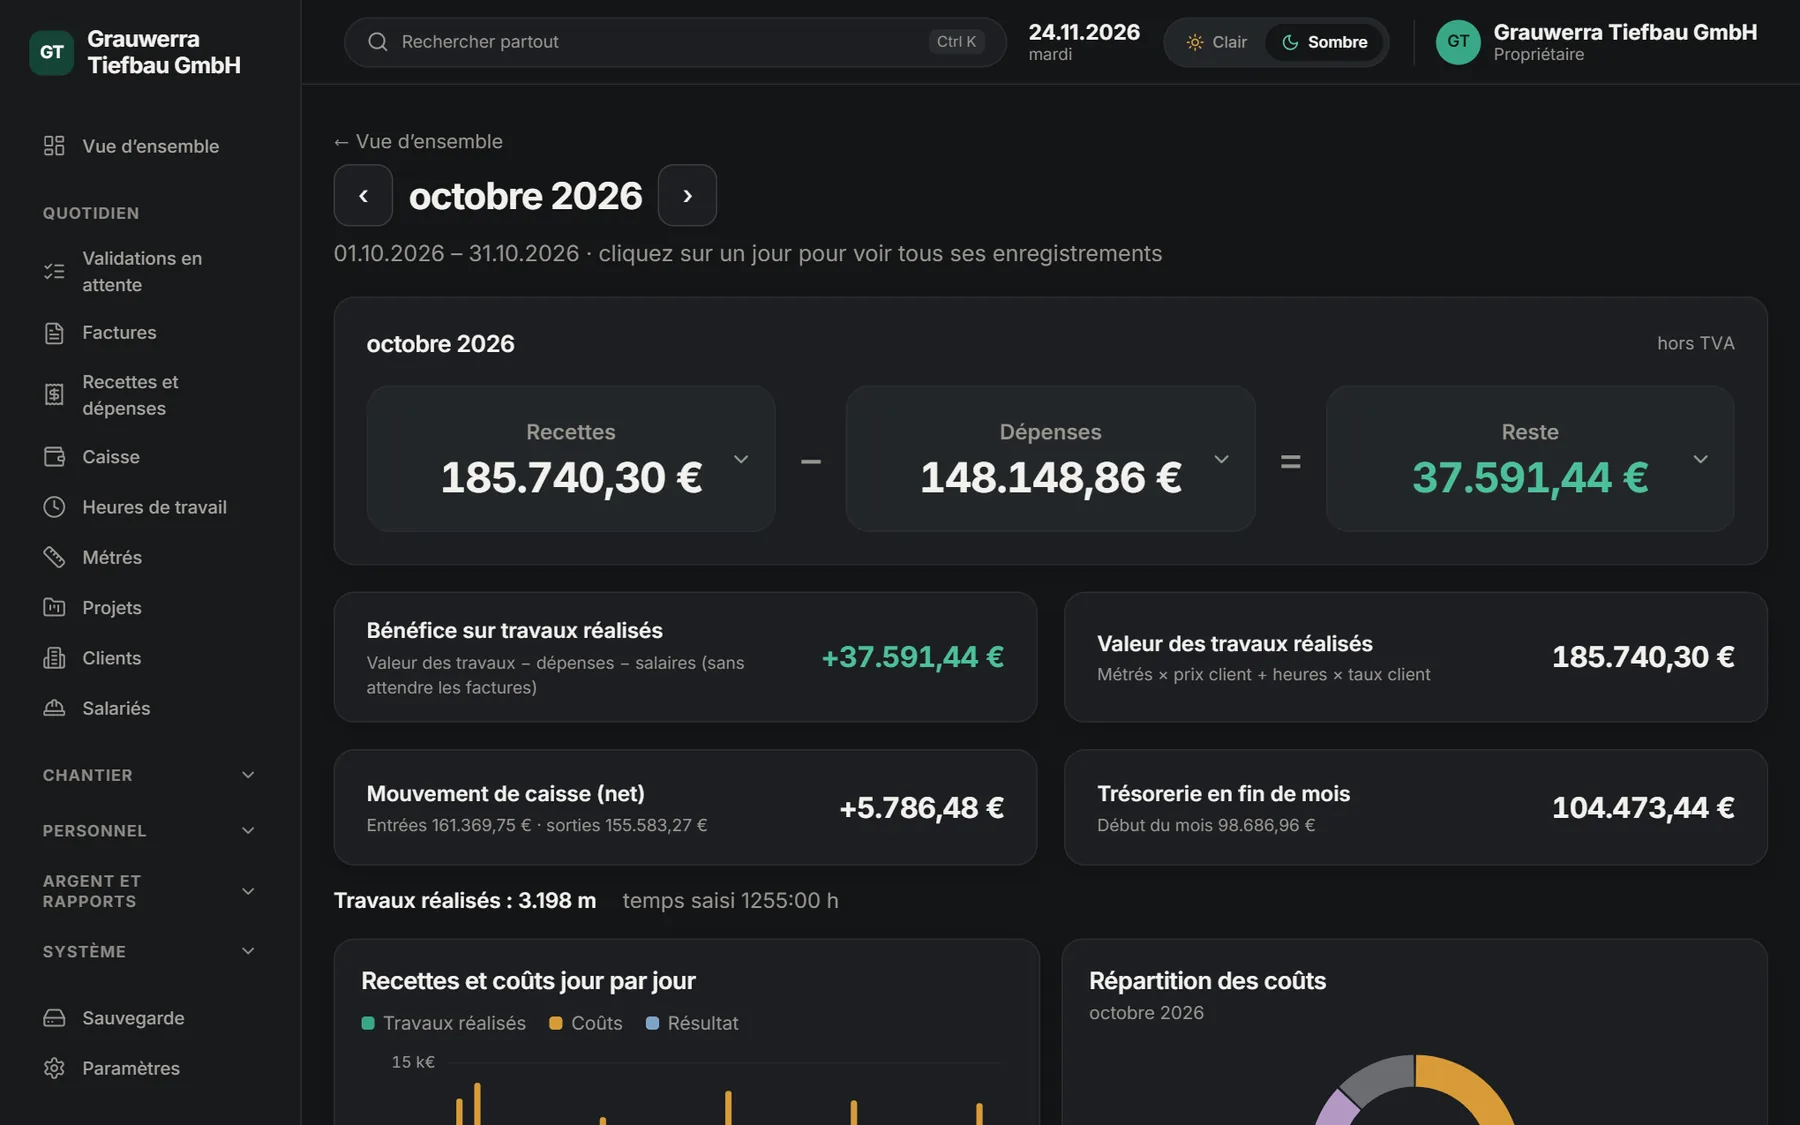 GT
Grauwerra
Tiefbau GmbH
Rechercher partout
Ctrl K
24.11.2026
mardi
Clair
Sombre
GT
Grauwerra Tiefbau GmbH
Propriétaire
Vue d’ensemble
QUOTIDIEN
Validations en
attente
Factures
Recettes et
dépenses
Caisse
Heures de travail
Métrés
Projets
Clients
Salariés
CHANTIER
PERSONNEL
ARGENT ET
RAPPORTS
SYSTÈME
Sauvegarde
Paramètres
← Vue d’ensemble
‹ octobre 2026 ›
01.10.2026 – 31.10.2026 · cliquez sur un jour pour voir tous ses enregistrements
octobre 2026
hors TVA
Recettes
185.740,30 €
–
Dépenses
148.148,86 €
=
Reste
37.591,44 €
Bénéfice sur travaux réalisés
Valeur des travaux − dépenses − salaires (sans
attendre les factures)
+37.591,44 €
Valeur des travaux réalisés
Métrés × prix client + heures × taux client
185.740,30 €
Mouvement de caisse (net)
Entrées 161.369,75 € · sorties 155.583,27 €
+5.786,48 €
Trésorerie en fin de mois
Début du mois 98.686,96 €
104.473,44 €
Travaux réalisés : 3.198 m temps saisi 1255:00 h
Recettes et coûts jour par jour
Travaux réalisés Coûts Résultat
15 k€
Répartition des coûts
octobre 2026